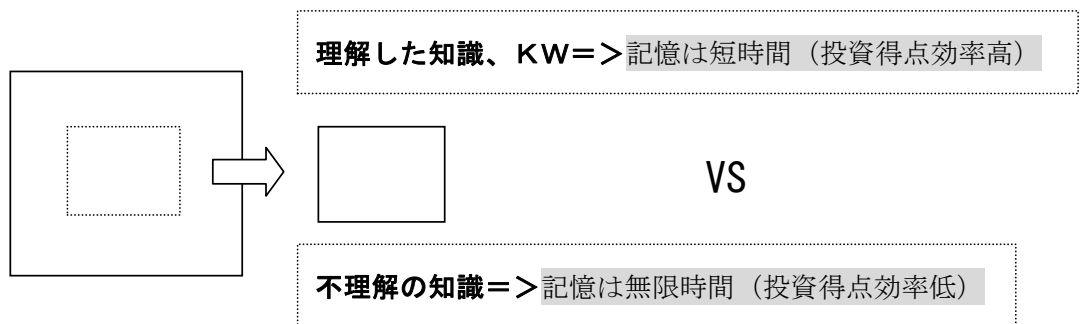 理解した知識、KW＝＞記憶は短時間（投資得点効率高）
VS
不理解の知識＝＞記憶は無限時間（投資得点効率低）